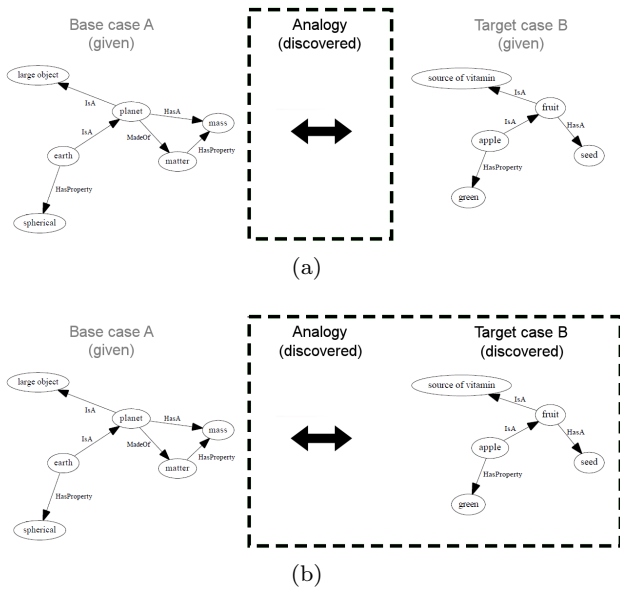 Base case A
(given)
Analogy
(discovered)
Target case B
(given)
large object
IsA
planet
HasA
mass
IsA
MadeOf
HasProperty
earth
matter
HasProperty
spherical
source of vitamin
IsA
fruit
IsA
HasA
apple
seed
HasProperty
green
(a)
Base case A
(given)
Analogy
(discovered)
Target case B
(discovered)
large object
IsA
planet
HasA
mass
IsA
MadeOf
HasProperty
earth
matter
HasProperty
spherical
source of vitamin
IsA
fruit
IsA
HasA
apple
seed
HasProperty
green
(b)